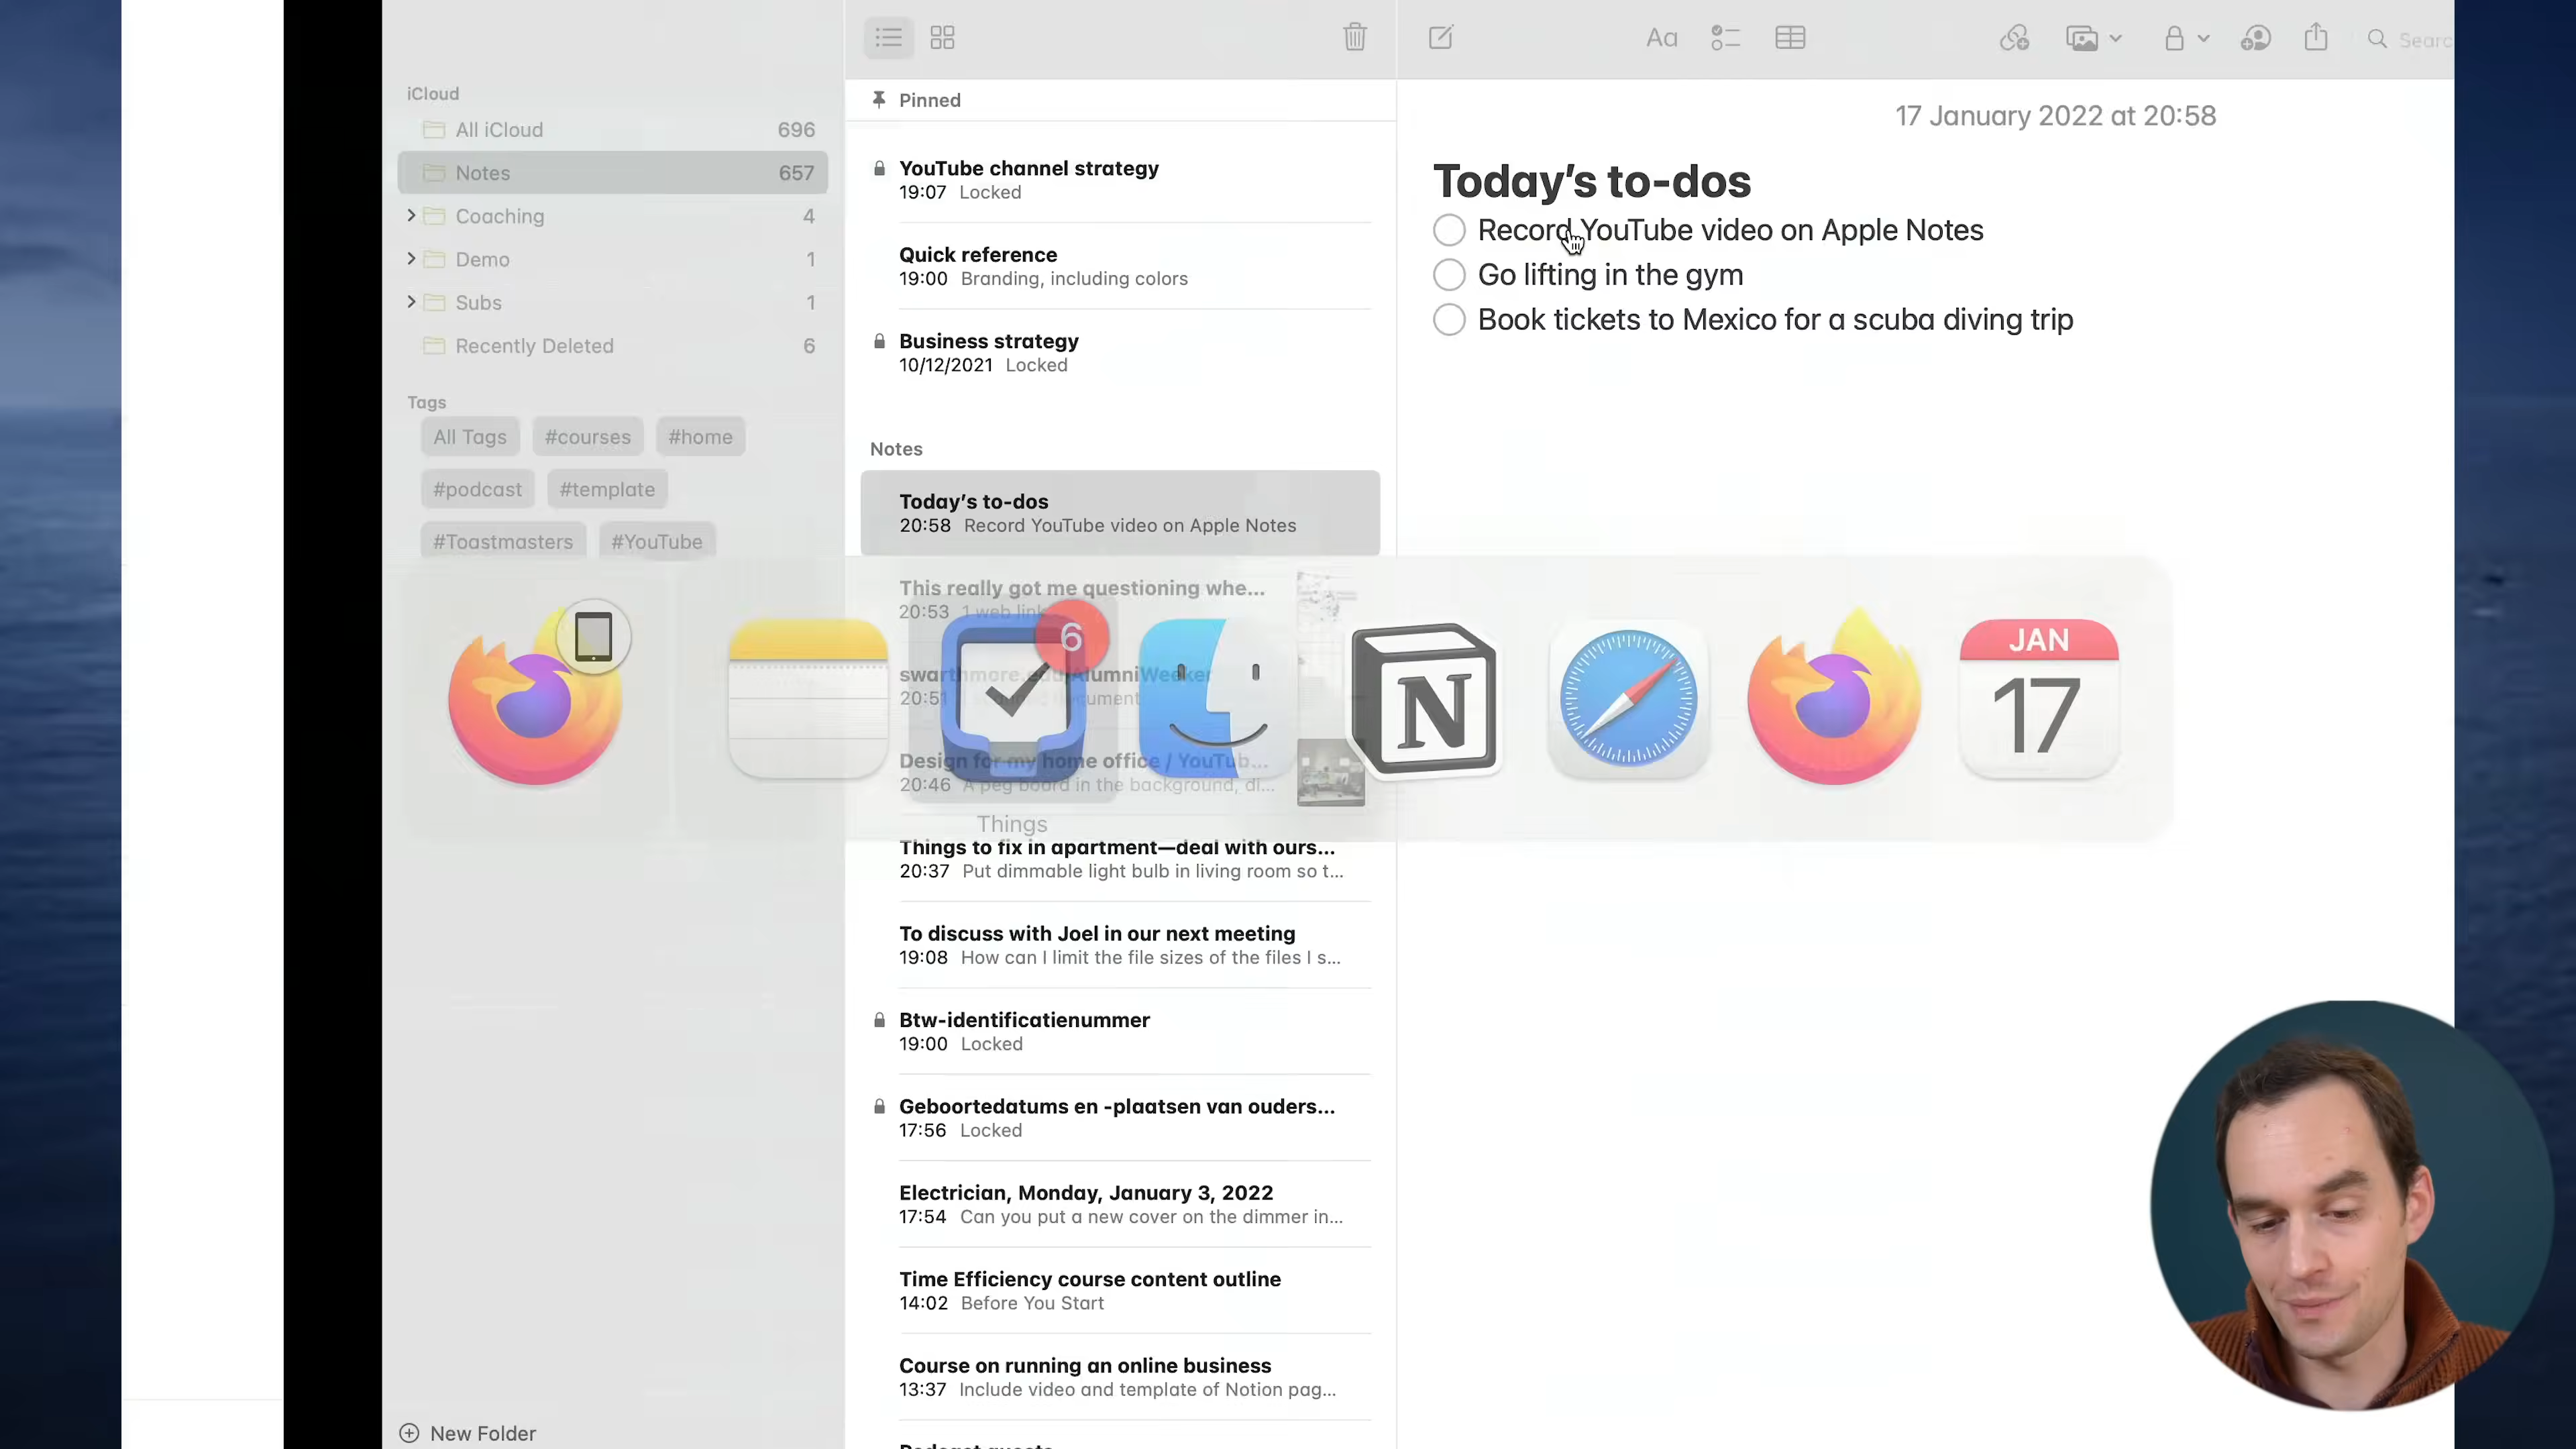 Searc
17 January 2022 at 20:58
iCloud
All iCloud 696
Notes 657
Coaching 4
Demo 1
Subs 1
Recently Deleted 6
Tags
All Tags #courses #home
#podcast #template
#Toastmasters #YouTube
New Folder
Pinned
YouTube channel strategy
19:07 Locked
Quick reference
19:00 Branding, including colors
Business strategy
10/12/2021 Locked
Notes
Today's to-dos
20:58 Record YouTube video on Apple Notes
This really got me questioning whe...
20:53 1 web link
20:51
Design for my home office / YouTub...
20:46 A peg board in the background, di...
Things to fix in apartment—deal with ours...
20:37 Put dimmable light bulb in living room so t...
To discuss with Joel in our next meeting
19:08 How can I limit the file sizes of the files I s...
Btw-identificatienummer
19:00 Locked
Geboortedatums en -plaatsen van ouders...
17:56 Locked
Electrician, Monday, January 3, 2022
17:54 Can you put a new cover on the dimmer in...
Time Efficiency course content outline
14:02 Before You Start
Course on running an online business
13:37 Include video and template of Notion pag...
Today's to-dos
Record YouTube video on Apple Notes
Go lifting in the gym
Book tickets to Mexico for a scuba diving trip
6
N
JAN
17
Things
Aa